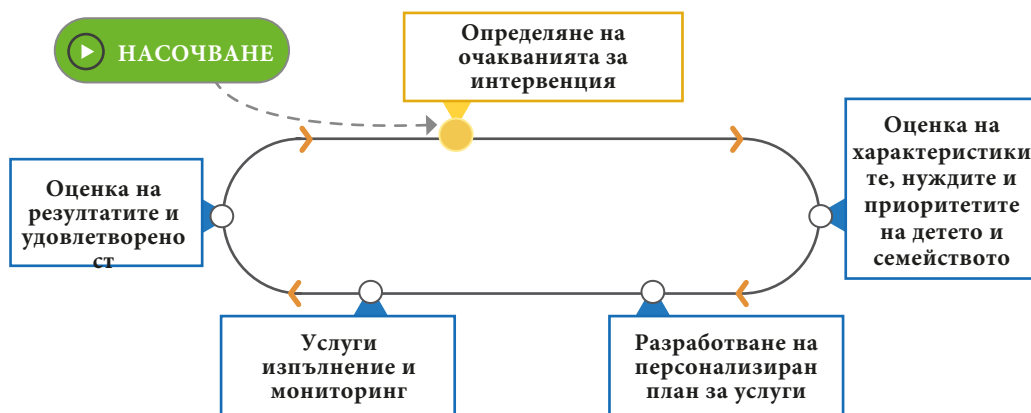 НАСОЧВАНЕ
Определяне на
очакванията за
интервенция
Оценка на
характеристики
те, нуждите и
приоритетите
на детето и
семейството
Разработване на
персонализиран
план за услуги
Услуги
изпълнение и
мониторинг
Оценка на
резултатите и
удовлетворено
ст